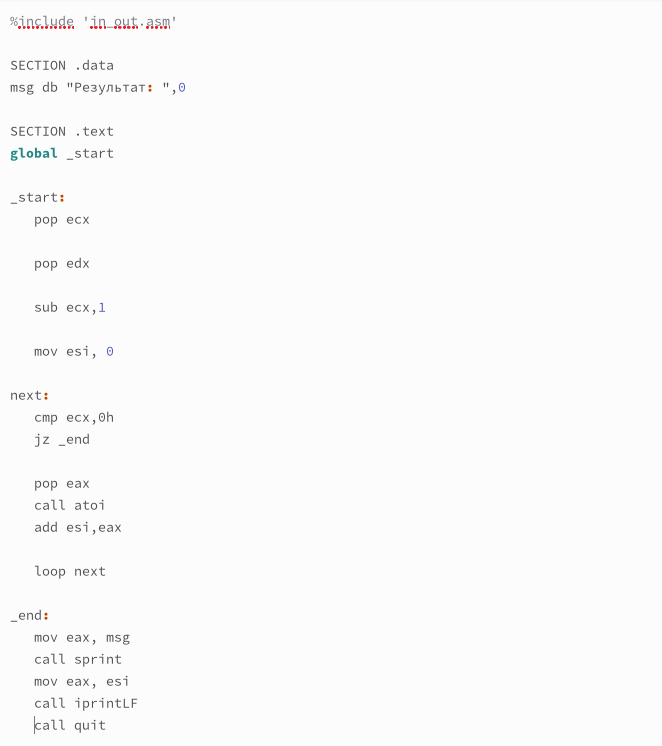 %include 'in_out.asm'
SECTION .data
msg db "Результат: ",0
SECTION .text
global _start
_start:
pop ecx
pop edx
sub ecx,1
mov esi, 0
next:
cmp ecx,0h
jz _end
pop eax
call atoi
add esi,eax
loop next
_end:
mov eax, msg
call sprint
mov eax, esi
call iprintLF
call quit